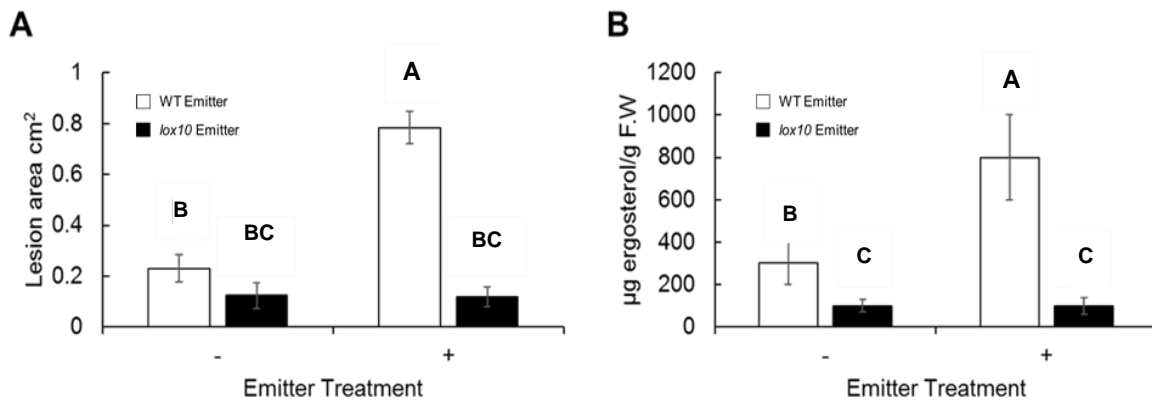 A
Lesion area cm²
1
0.8
0.6
0.4
0.2
0
WT Emitter
lox10 Emitter
B
BC
A
BC
-
+
Emitter Treatment
B
µg ergosterol/g F.W
1200
1000
800
600
400
200
0
WT Emitter
lox10 Emitter
B
C
A
C
-
+
Emitter Treatment